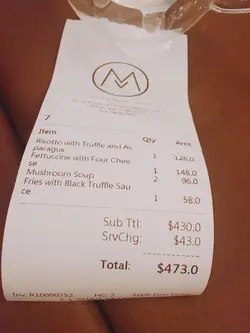 M
7
Item Qty Amt
Risotto with Truffle and As
paragus 1 128.0
Fettuccine with Four Chee
se 1 148.0
Mushroom Soup 2 96.0
Fries with Black Truffle Sau
ce 1 58.0
Sub Ttl: $430.0
SrvChg: $43.0
Total: $473.0